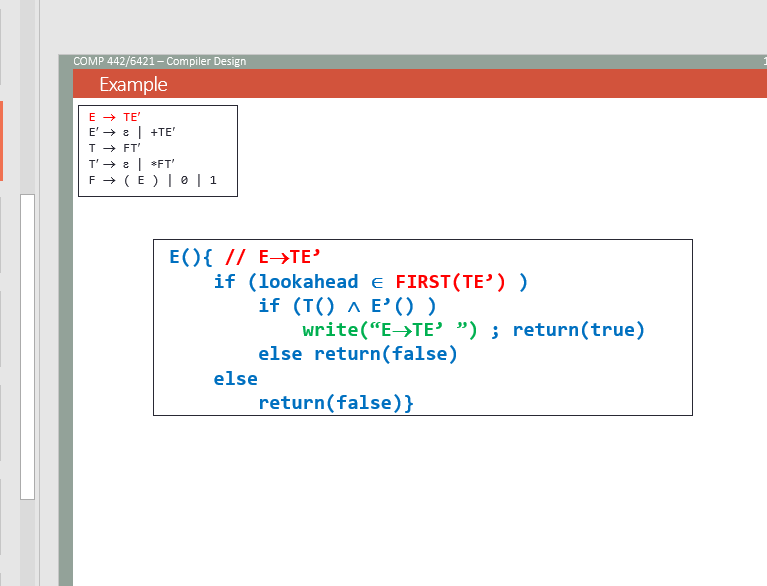 COMP 442/6421 – Compiler Design
Example
E → TE′
E′→ ε | +TE′
T → FT′
T′→ ε | *FT′
F → ( E ) | 0 | 1
E(){ // E→TE’
if (lookahead ∈ FIRST(TE’) )
if (T() ∧ E’() )
write(“E→TE’ ”) ; return(true)
else return(false)
else
return(false)}